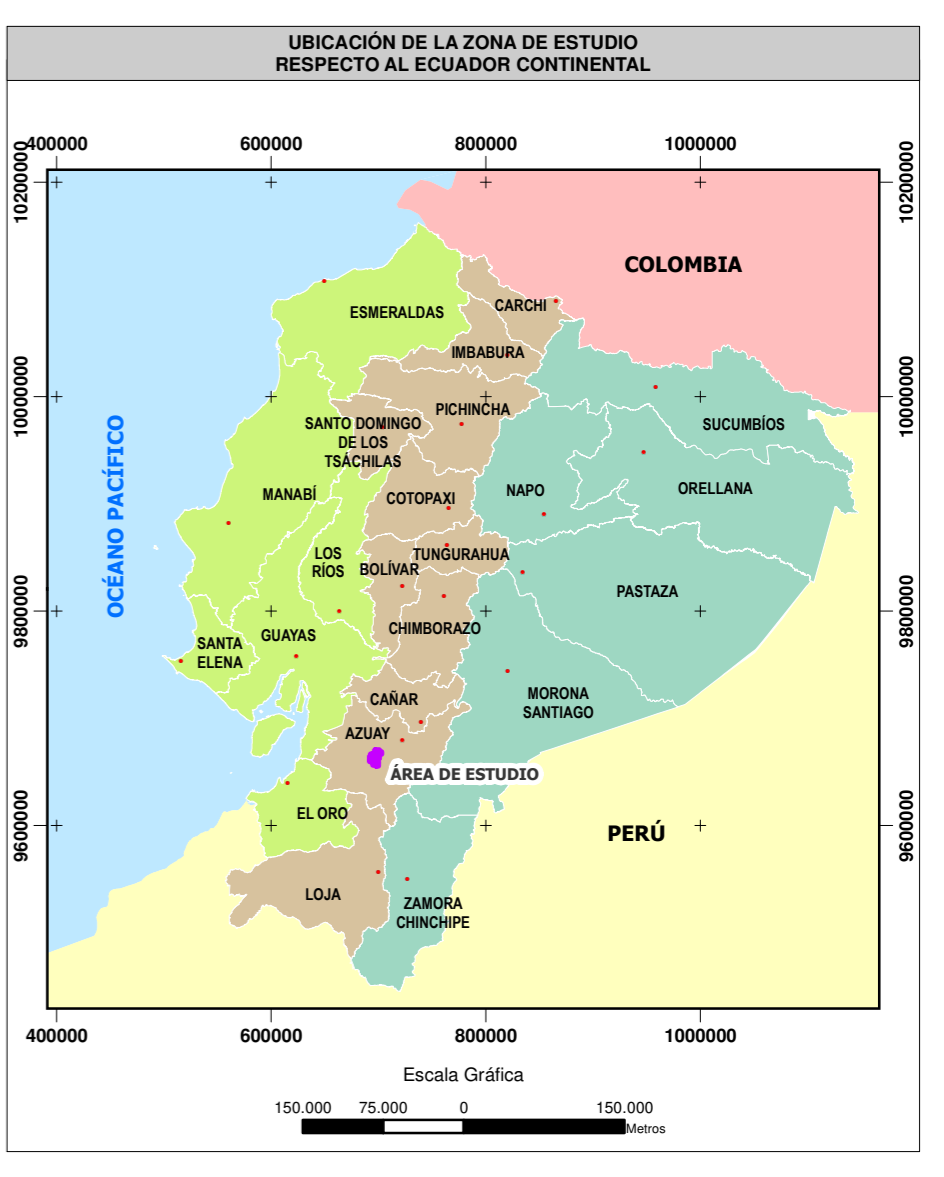 UBICACIÓN DE LA ZONA DE ESTUDIO
RESPECTO AL ECUADOR CONTINENTAL
400000 600000 800000 1000000
10200000 10200000
COLOMBIA
CARCHI
ESMERALDAS
IMBABURA
10000000 10000000
PICHINCHA
SANTO DOMINGO
DE LOS
TSÁCHILAS
SUCUMBÍOS
OCÉANO PACÍFICO
MANABÍ
COTOPAXI
NAPO
ORELLANA
LOS
RÍOS
BOLÍVAR
TUNGURAHUA
PASTAZA
9800000 9800000
SANTA
ELENA
GUAYAS
CHIMBORAZO
CAÑAR
MORONA
SANTIAGO
AZUAY
ÁREA DE ESTUDIO
EL ORO
PERÚ
9600000 9600000
LOJA
ZAMORA
CHINCHIPE
400000 600000 800000 1000000
Escala Gráfica
150.000 75.000 0 150.000
Metros